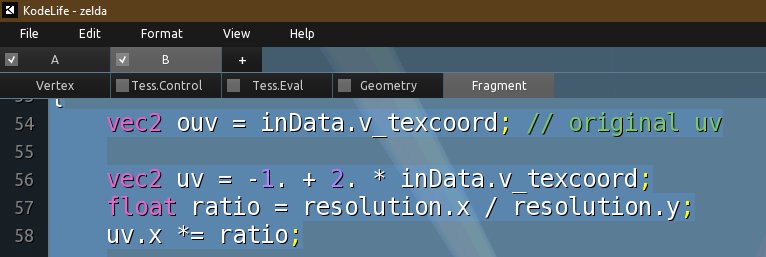 KodeLife - zelda
File Edit Format View Help
A B +
Vertex Tess.Control Tess.Eval Geometry Fragment
53 {
54 vec2 ouv = inData.v_texcoord; // original uv
55
56 vec2 uv = -1. + 2. * inData.v_texcoord;
57 float ratio = resolution.x / resolution.y;
58 uv.x *= ratio;